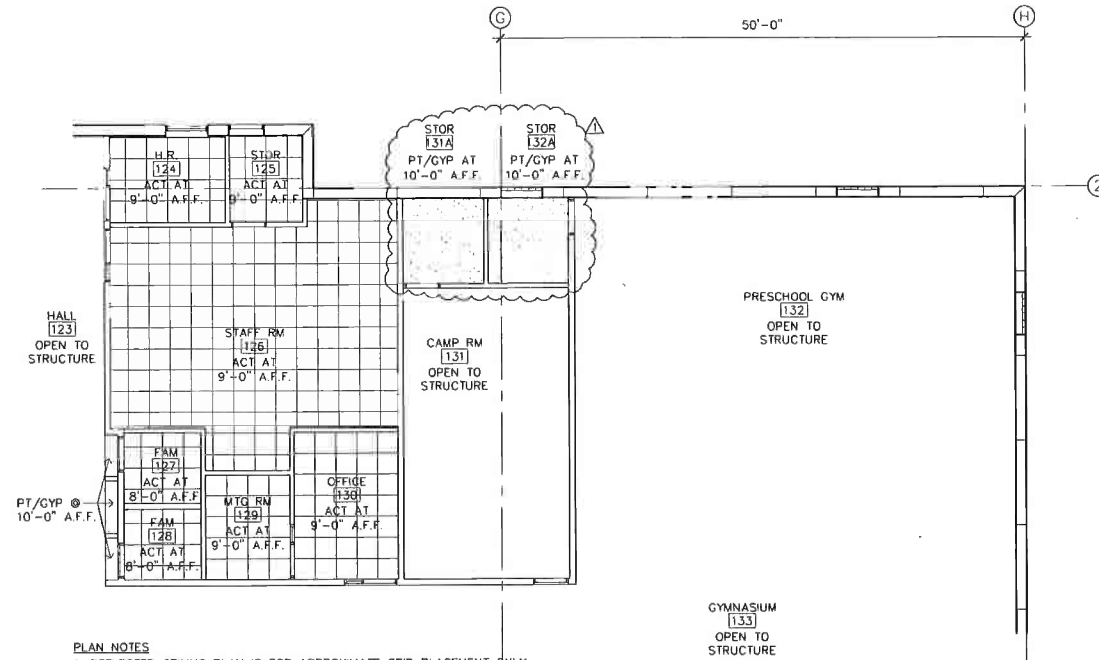 G
H
50'-0"
STOR
131A
PT/GYP AT
10'-0" A.F.F.
STOR
132A
PT/GYP AT
10'-0" A.F.F.
1
2
H.R.
124
ACT AT
9'-0" A.F.F.
STOR
125
ACT AT
9'-0" A.F.F.
HALL
123
OPEN TO
STRUCTURE
STAFF RM
126
ACT AT
9'-0" A.F.F.
CAMP RM
131
OPEN TO
STRUCTURE
PRESCHOOL GYM
132
OPEN TO
STRUCTURE
FAM
127
ACT AT
8'-0" A.F.F.
PT/GYP @
10'-0" A.F.F.
FAM
128
ACT AT
8'-0" A.F.F.
MTG RM
129
ACT AT
9'-0" A.F.F.
OFFICE
130
ACT AT
9'-0" A.F.F.
GYMNASIUM
133
OPEN TO
STRUCTURE
PLAN NOTES